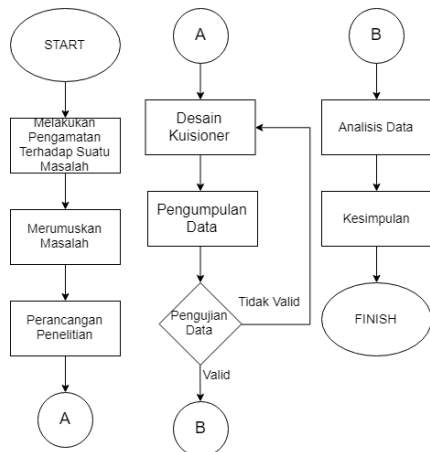 START
Melakukan
Pengamatan
Terhadap Suatu
Masalah
Merumuskan
Masalah
Perancangan
Penelitian
A
A
Desain
Kuisioner
Pengumpulan
Data
Pengujian
Data
Tidak Valid
Valid
B
B
Analisis Data
Kesimpulan
FINISH